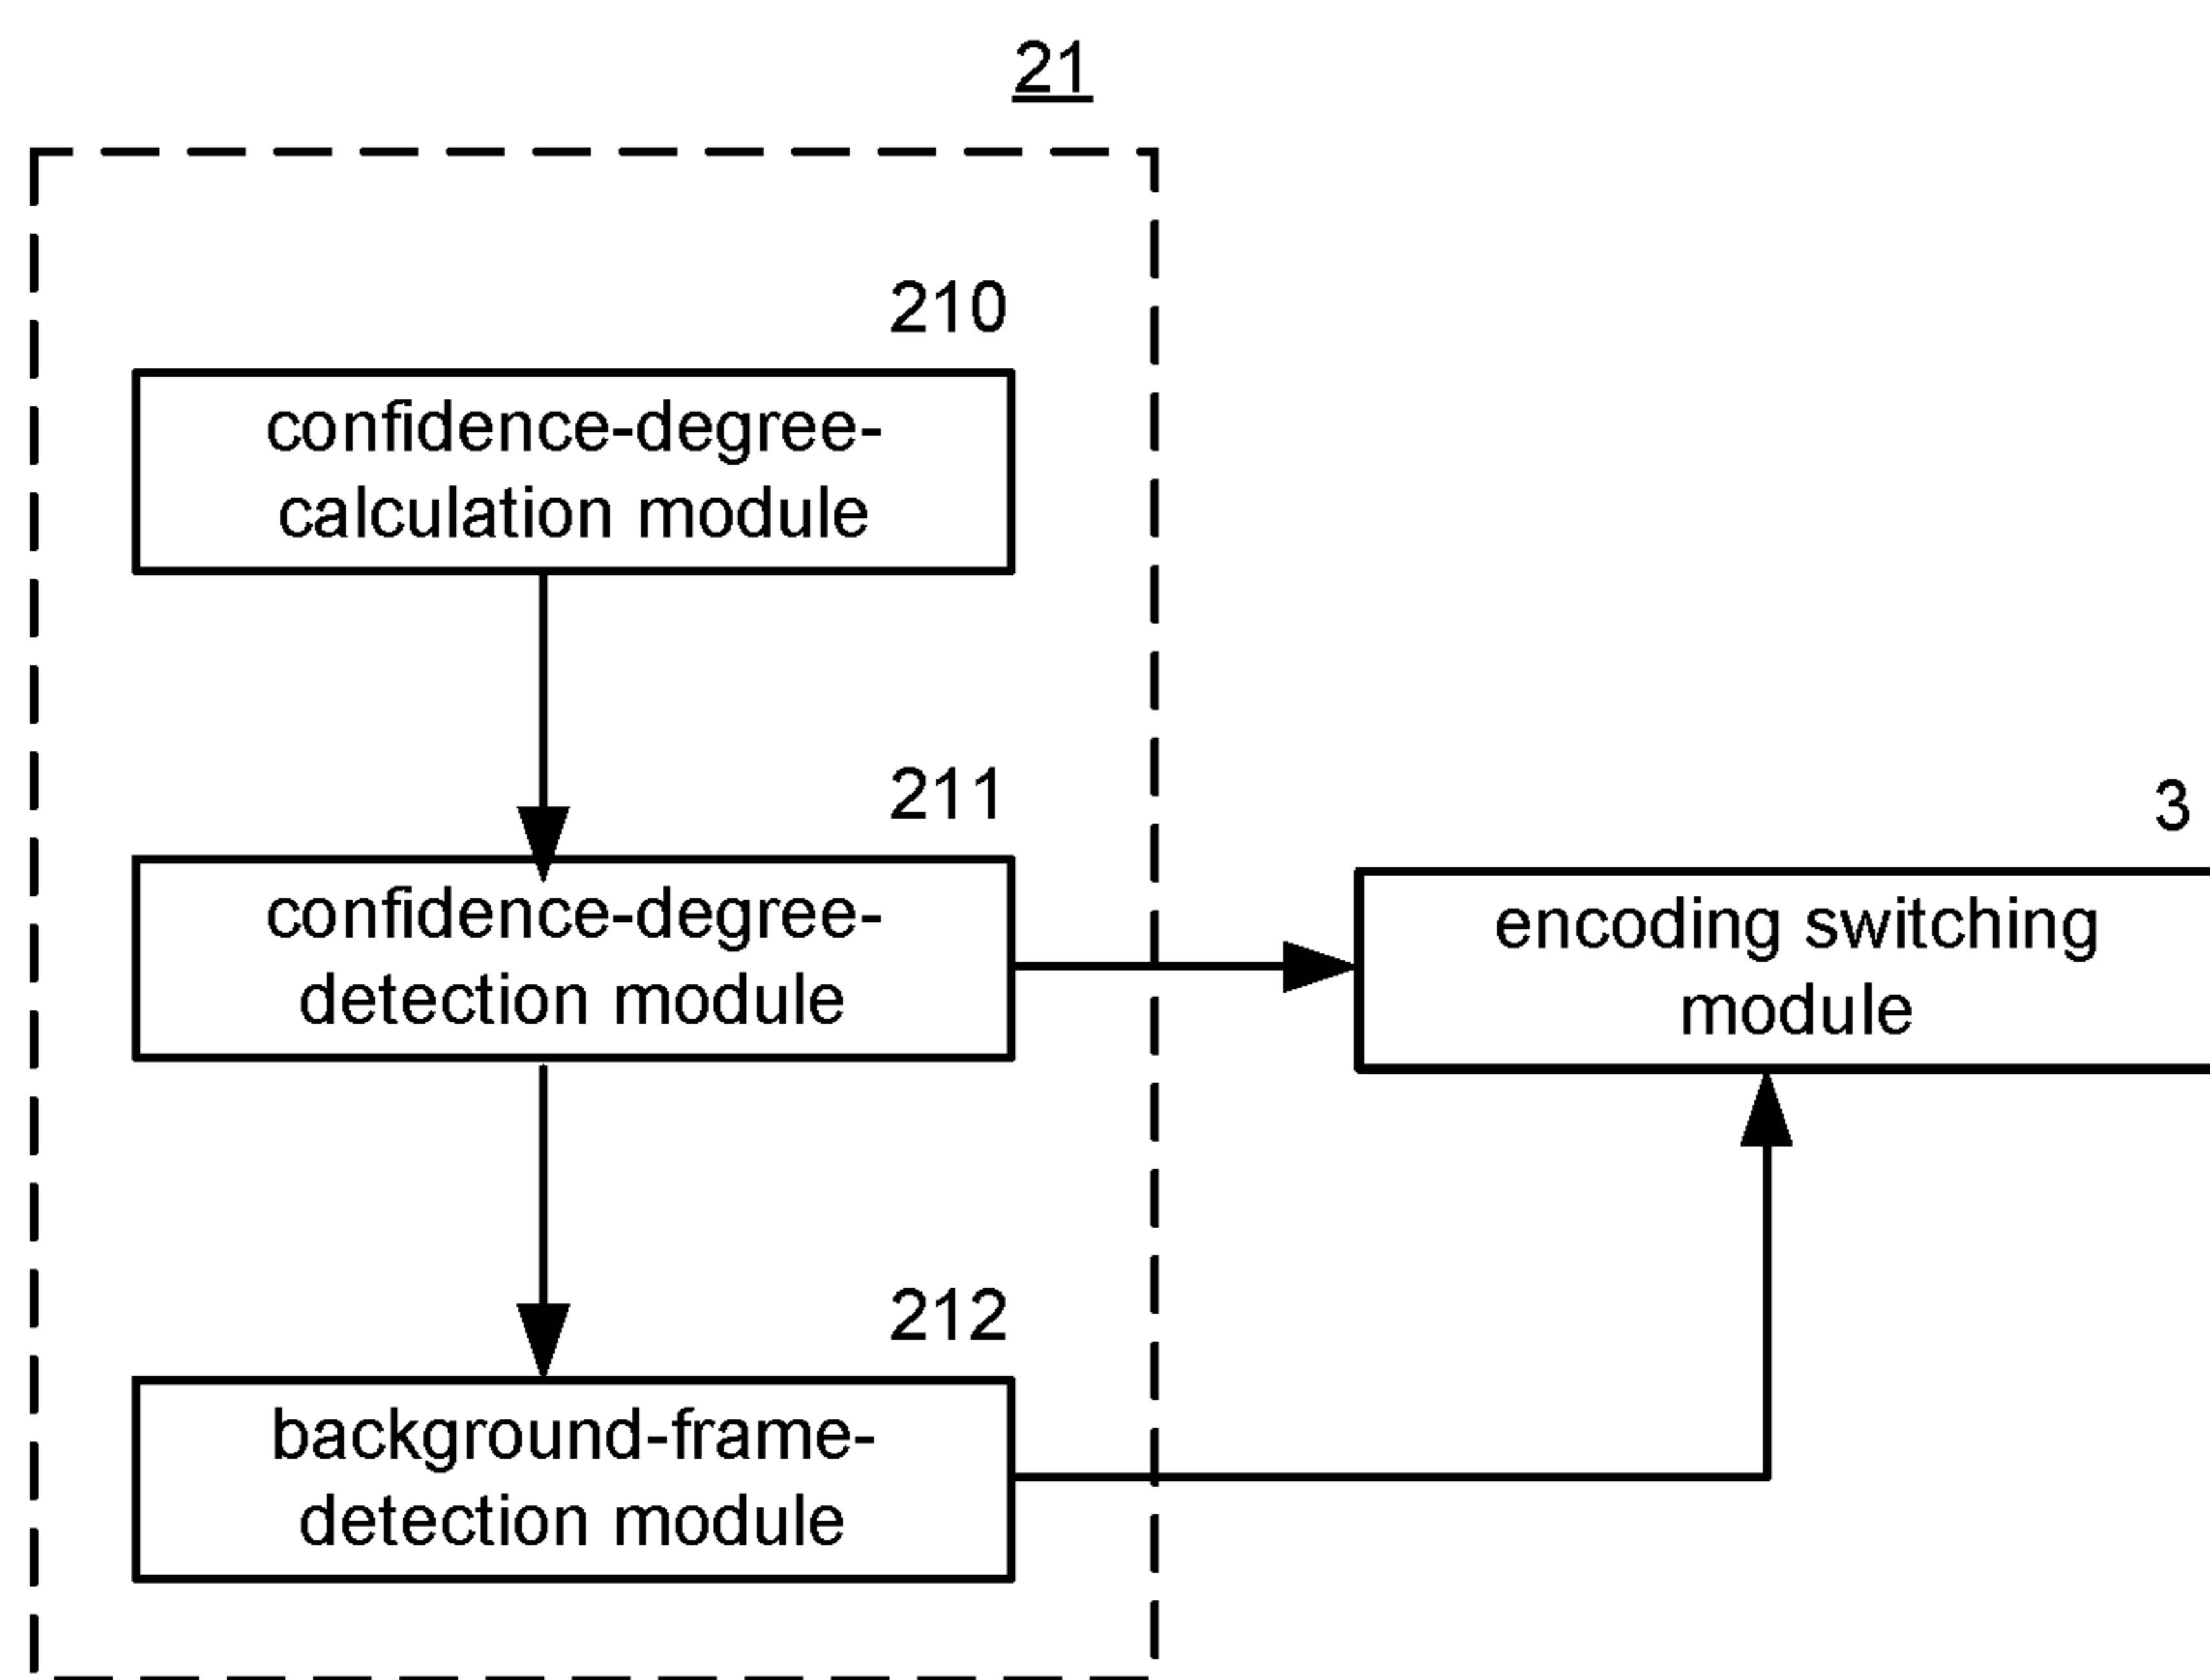 21
210
confidence-degree-
calculation module
211
confidence-degree-
detection module
3
encoding switching
module
212
background-frame-
detection module